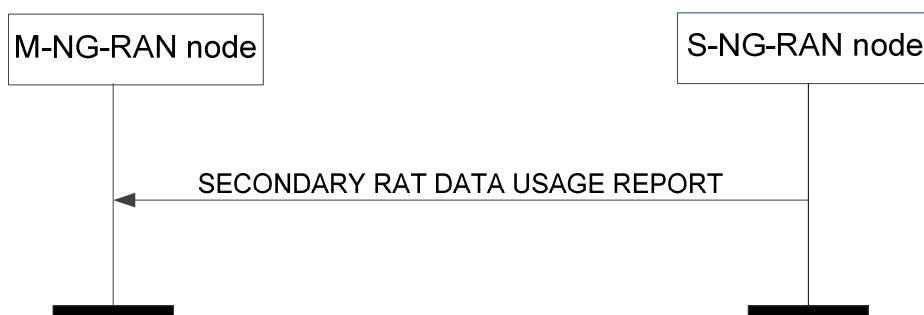 M-NG-RAN node
S-NG-RAN node
SECONDARY RAT DATA USAGE REPORT